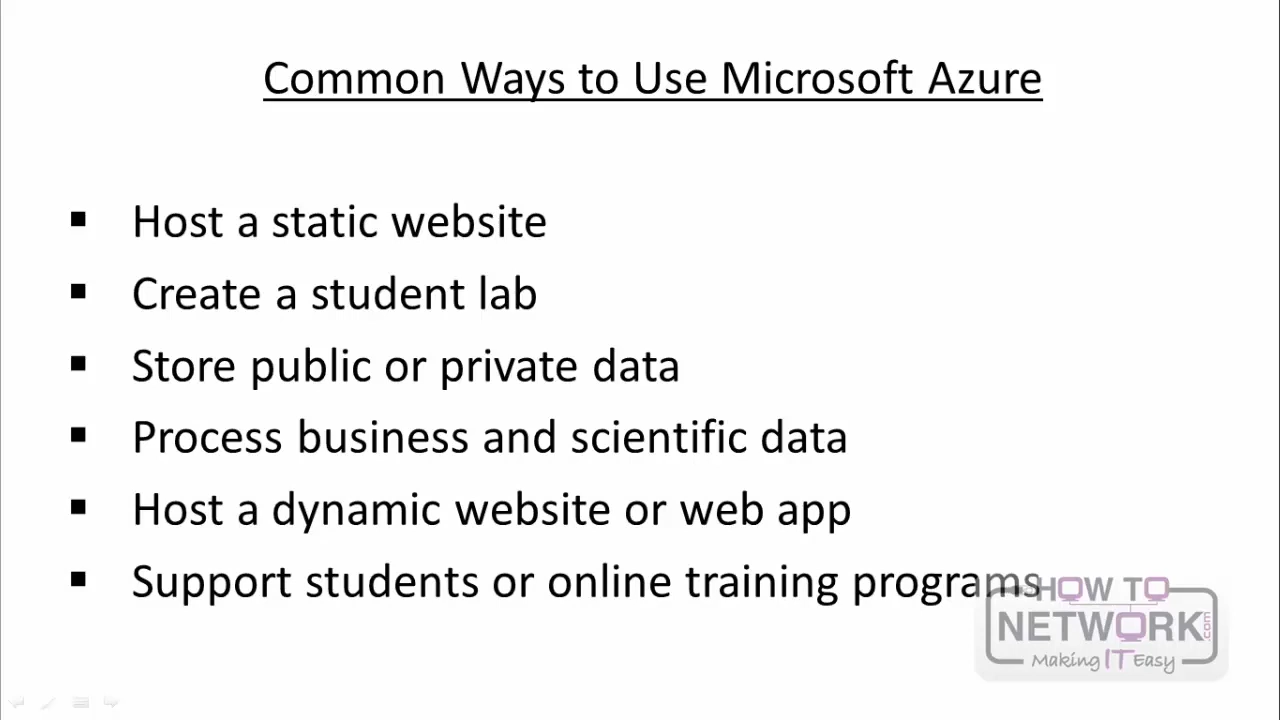 Common Ways to Use Microsoft Azure
▪ Host a static website
▪ Create a student lab
▪ Store public or private data
▪ Process business and scientific data
▪ Host a dynamic website or web app
▪ Support students or online training programs
HOW TO
NETWORK.com
Making IT Easy